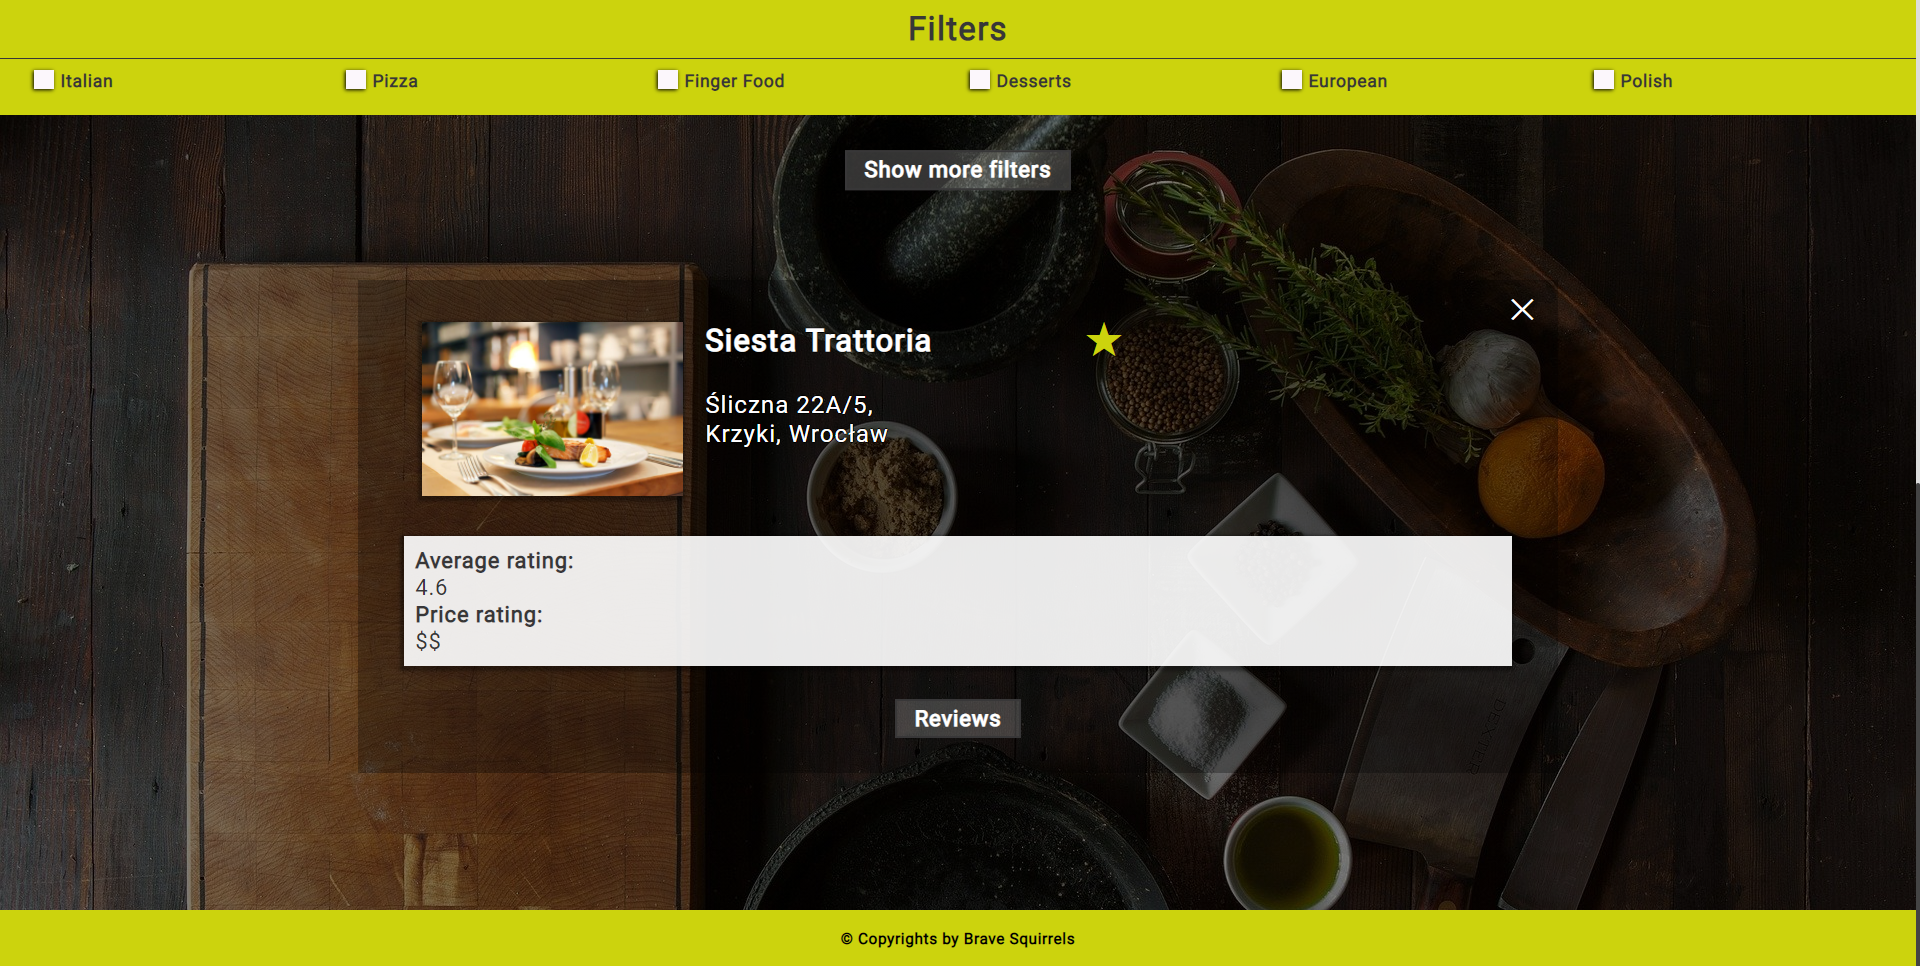 Filters
Italian
Pizza
Finger Food
Desserts
European
Polish
Show more filters
Siesta Trattoria
Śliczna 22A/5,
Krzyki, Wrocław
Average rating:
4.6
Price rating:
$$
Reviews
© Copyrights by Brave Squirrels